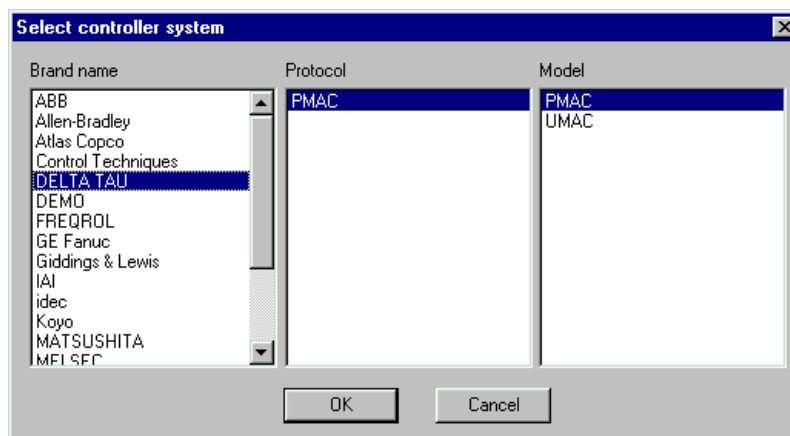 Select controller system
Brand name
Protocol
Model
ABB
Allen-Bradley
Atlas Copco
Control Techniques
DELTA TAU
DEMO
FREQROL
GE Fanuc
Giddings & Lewis
IAI
idec
Koyo
MATSUSHITA
MELSEC
PMAC
PMAC
UMAC
OK
Cancel